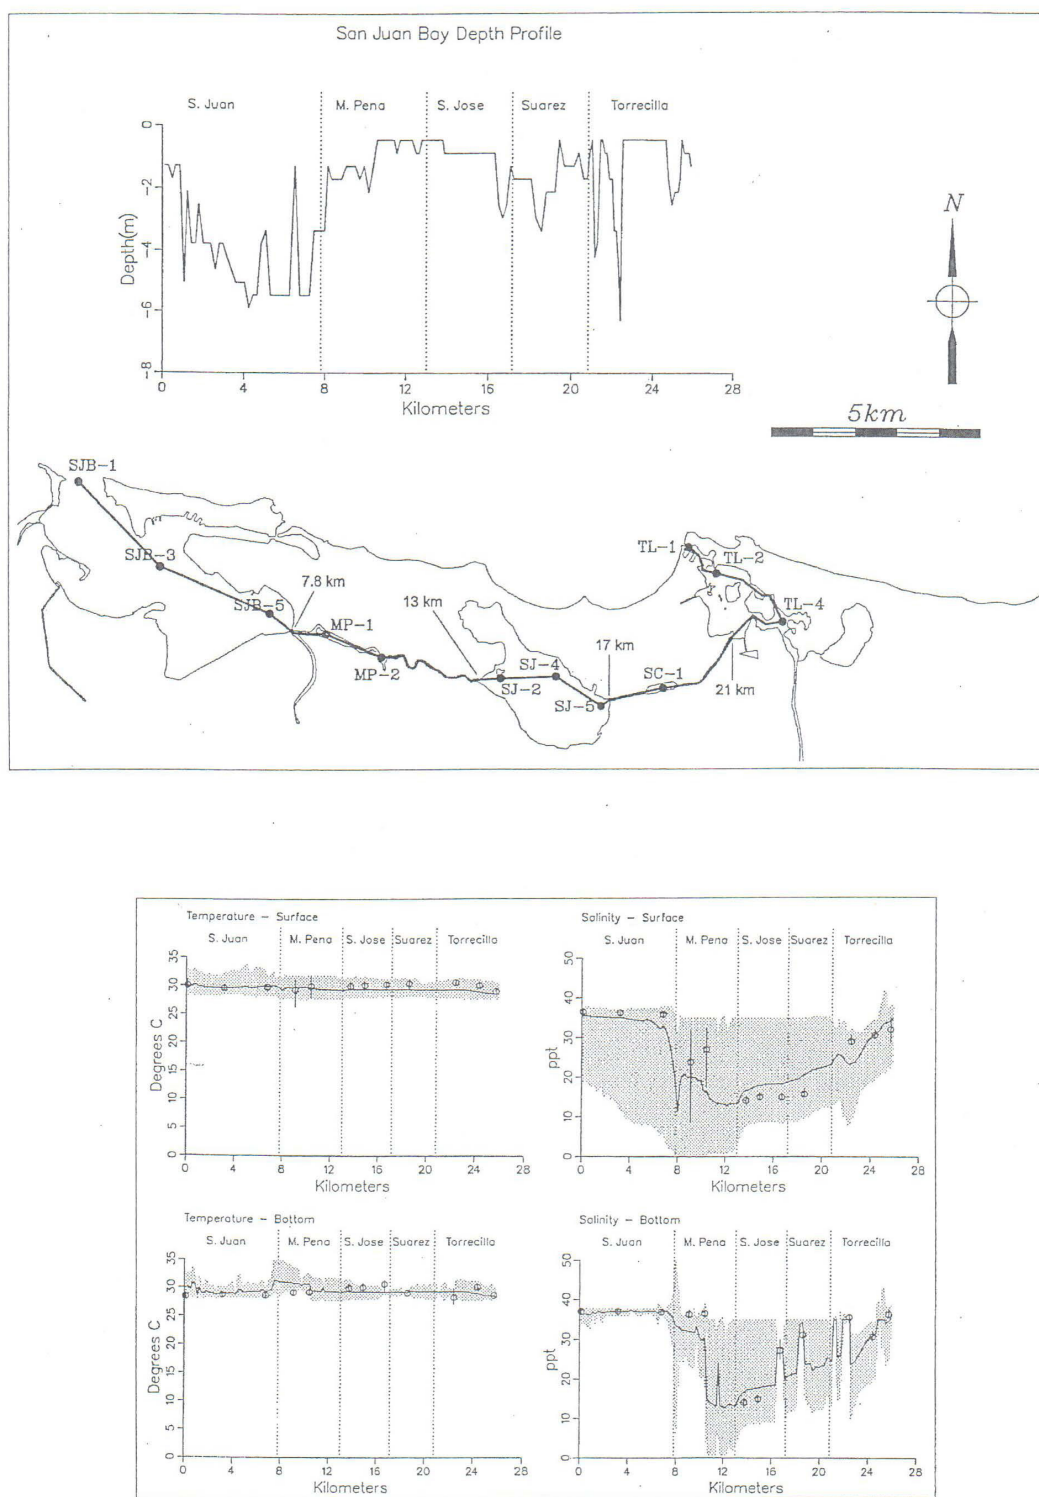 San Juan Bay Depth Profile
S. Juan M. Pena S. Jose Suarez Torrecilla
0
-2
-4
-6
-8
Depth(m)
0 4 8 12 16 20 24 28
Kilometers
N
5km
SJB-1
SJB-3
SJB-5
7.8 km
MP-1
MP-2
13 km
SJ-4
SJ-2
SJ-5
17 km
SC-1
21 km
TL-1
TL-2
TL-4
Temperature - Surface
S. Juan M. Pena S. Jose Suarez Torrecilla
35
30
25
20
15
10
5
0
Degrees C
0 4 8 12 16 20 24 28
Kilometers
Salinity - Surface
S. Juan M. Pena S. Jose Suarez Torrecilla
50
40
30
20
10
0
ppt
0 4 8 12 16 20 24 28
Kilometers
Temperature - Bottom
S. Juan M. Pena S. Jose Suarez Torrecilla
35
30
25
20
15
10
5
0
Degrees C
0 4 8 12 16 20 24 28
Kilometers
Salinity - Bottom
S. Juan M. Pena S. Jose Suarez Torrecilla
50
40
30
20
10
0
ppt
0 4 8 12 16 20 24 28
Kilometers